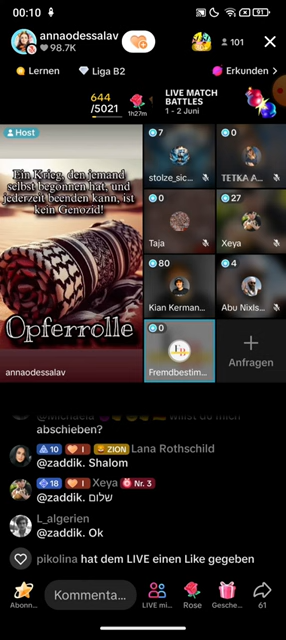 00:10
91
annaodessalav
98.7K
101
Lernen
Liga B2
Erkunden >
644
/5021
1h27m
LIVE MATCH
BATTLES
1 - 2 Juni
Host
Ein Krieg, den jemand
selbst begonnen hat, und
jederzeit beenden kann, ist
kein Genozid!
Opferrolle
annaodessalav
7
stolze_sic...
0
TETKA A...
0
Taja
27
Xeya
80
Kian Kerman...
4
Abu Nixls...
0
Fremdbestim...
+
Anfragen
willst du mich
abschieben?
10 I ZION Lana Rothschild
@zaddik. Shalom
18 I Xeya Nr. 3
@zaddik. שלום
L_algerien
@zaddik. Ok
pikolina hat dem LIVE einen Like gegeben
Abonn...
Kommenta...
LIVE mi...
Rose
Gesche...
61